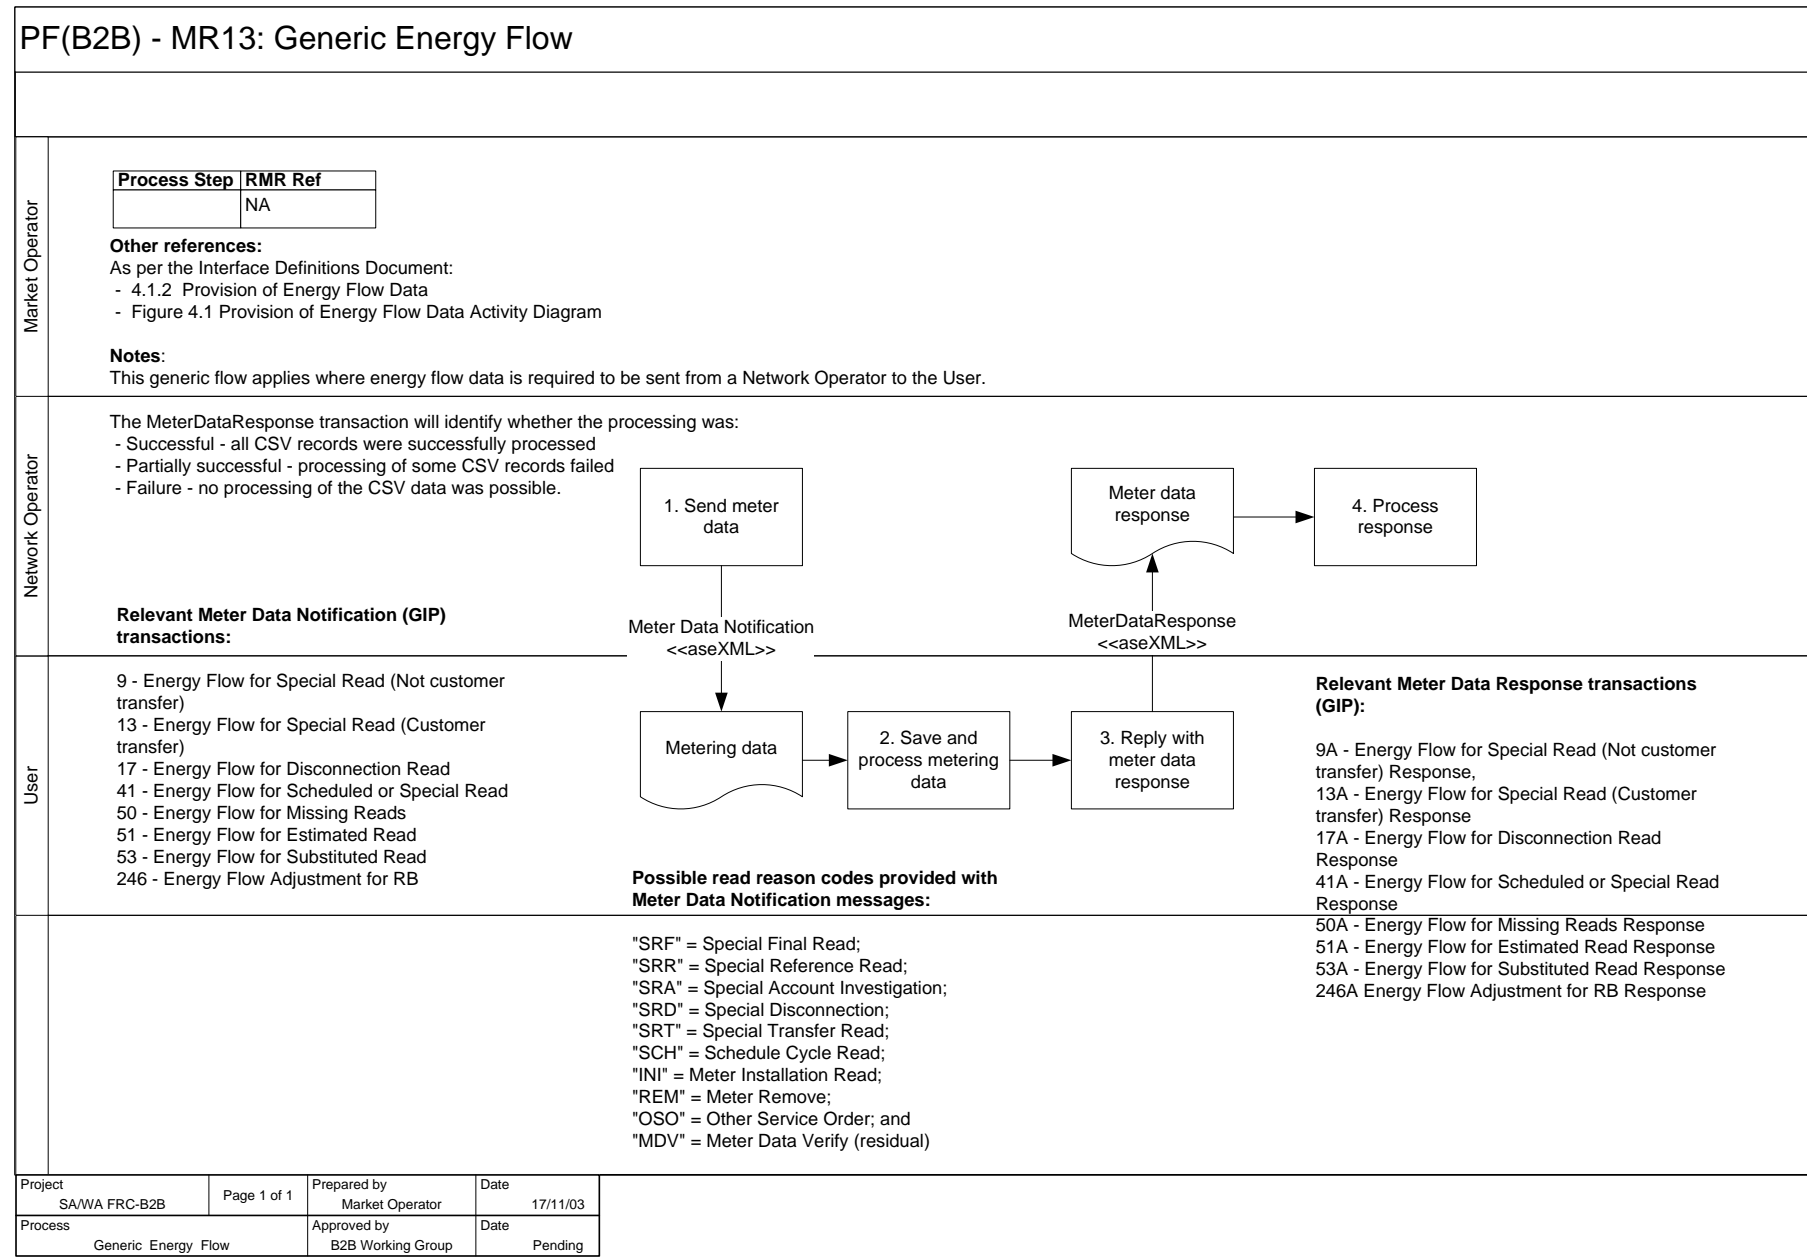 PF(B2B) - MR13: Generic Energy Flow
Market Operator
Process Step RMR Ref
NA
Other references:
As per the Interface Definitions Document:
- 4.1.2 Provision of Energy Flow Data
- Figure 4.1 Provision of Energy Flow Data Activity Diagram
Notes:
This generic flow applies where energy flow data is required to be sent from a Network Operator to the User.
Network Operator
The MeterDataResponse transaction will identify whether the processing was:
- Successful - all CSV records were successfully processed
- Partially successful - processing of some CSV records failed
- Failure - no processing of the CSV data was possible.
1. Send meter
data
Meter data
response
4. Process
response
Relevant Meter Data Notification (GIP)
transactions:
Meter Data Notification
<<aseXML>>
MeterDataResponse
<<aseXML>>
User
9 - Energy Flow for Special Read (Not customer
transfer)
13 - Energy Flow for Special Read (Customer
transfer)
17 - Energy Flow for Disconnection Read
41 - Energy Flow for Scheduled or Special Read
50 - Energy Flow for Missing Reads
51 - Energy Flow for Estimated Read
53 - Energy Flow for Substituted Read
246 - Energy Flow Adjustment for RB
Metering data
2. Save and
process metering
data
3. Reply with
meter data
response
Relevant Meter Data Response transactions
(GIP):
9A - Energy Flow for Special Read (Not customer
transfer) Response,
13A - Energy Flow for Special Read (Customer
transfer) Response
17A - Energy Flow for Disconnection Read
Response
41A - Energy Flow for Scheduled or Special Read
Response
50A - Energy Flow for Missing Reads Response
51A - Energy Flow for Estimated Read Response
53A - Energy Flow for Substituted Read Response
246A Energy Flow Adjustment for RB Response
Possible read reason codes provided with
Meter Data Notification messages:
"SRF" = Special Final Read;
"SRR" = Special Reference Read;
"SRA" = Special Account Investigation;
"SRD" = Special Disconnection;
"SRT" = Special Transfer Read;
"SCH" = Schedule Cycle Read;
"INI" = Meter Installation Read;
"REM" = Meter Remove;
"OSO" = Other Service Order; and
"MDV" = Meter Data Verify (residual)
Project
SA/WA FRC-B2B
Page 1 of 1
Prepared by
Market Operator
Date
17/11/03
Process
Generic Energy Flow
Approved by
B2B Working Group
Date
Pending